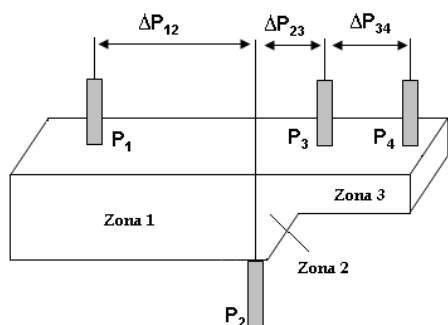 ΔP₁₂
ΔP₂₃
ΔP₃₄
P₁
P₃
P₄
Zona 1
Zona 3
Zona 2
P₂